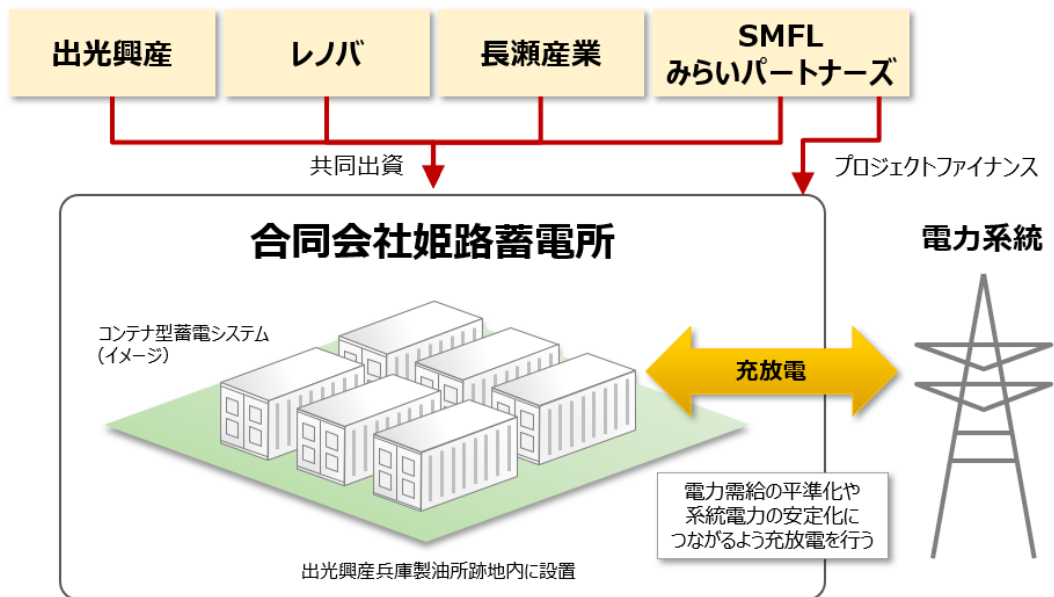 出光興産
レノバ
長瀬産業
SMFL
みらいパートナーズ
共同出資
プロジェクトファイナンス
合同会社姫路蓄電所
電力系統
コンテナ型蓄電システム
（イメージ）
充放電
電力需給の平準化や
系統電力の安定化に
つながるよう充放電を行う
出光興産兵庫製油所跡地内に設置